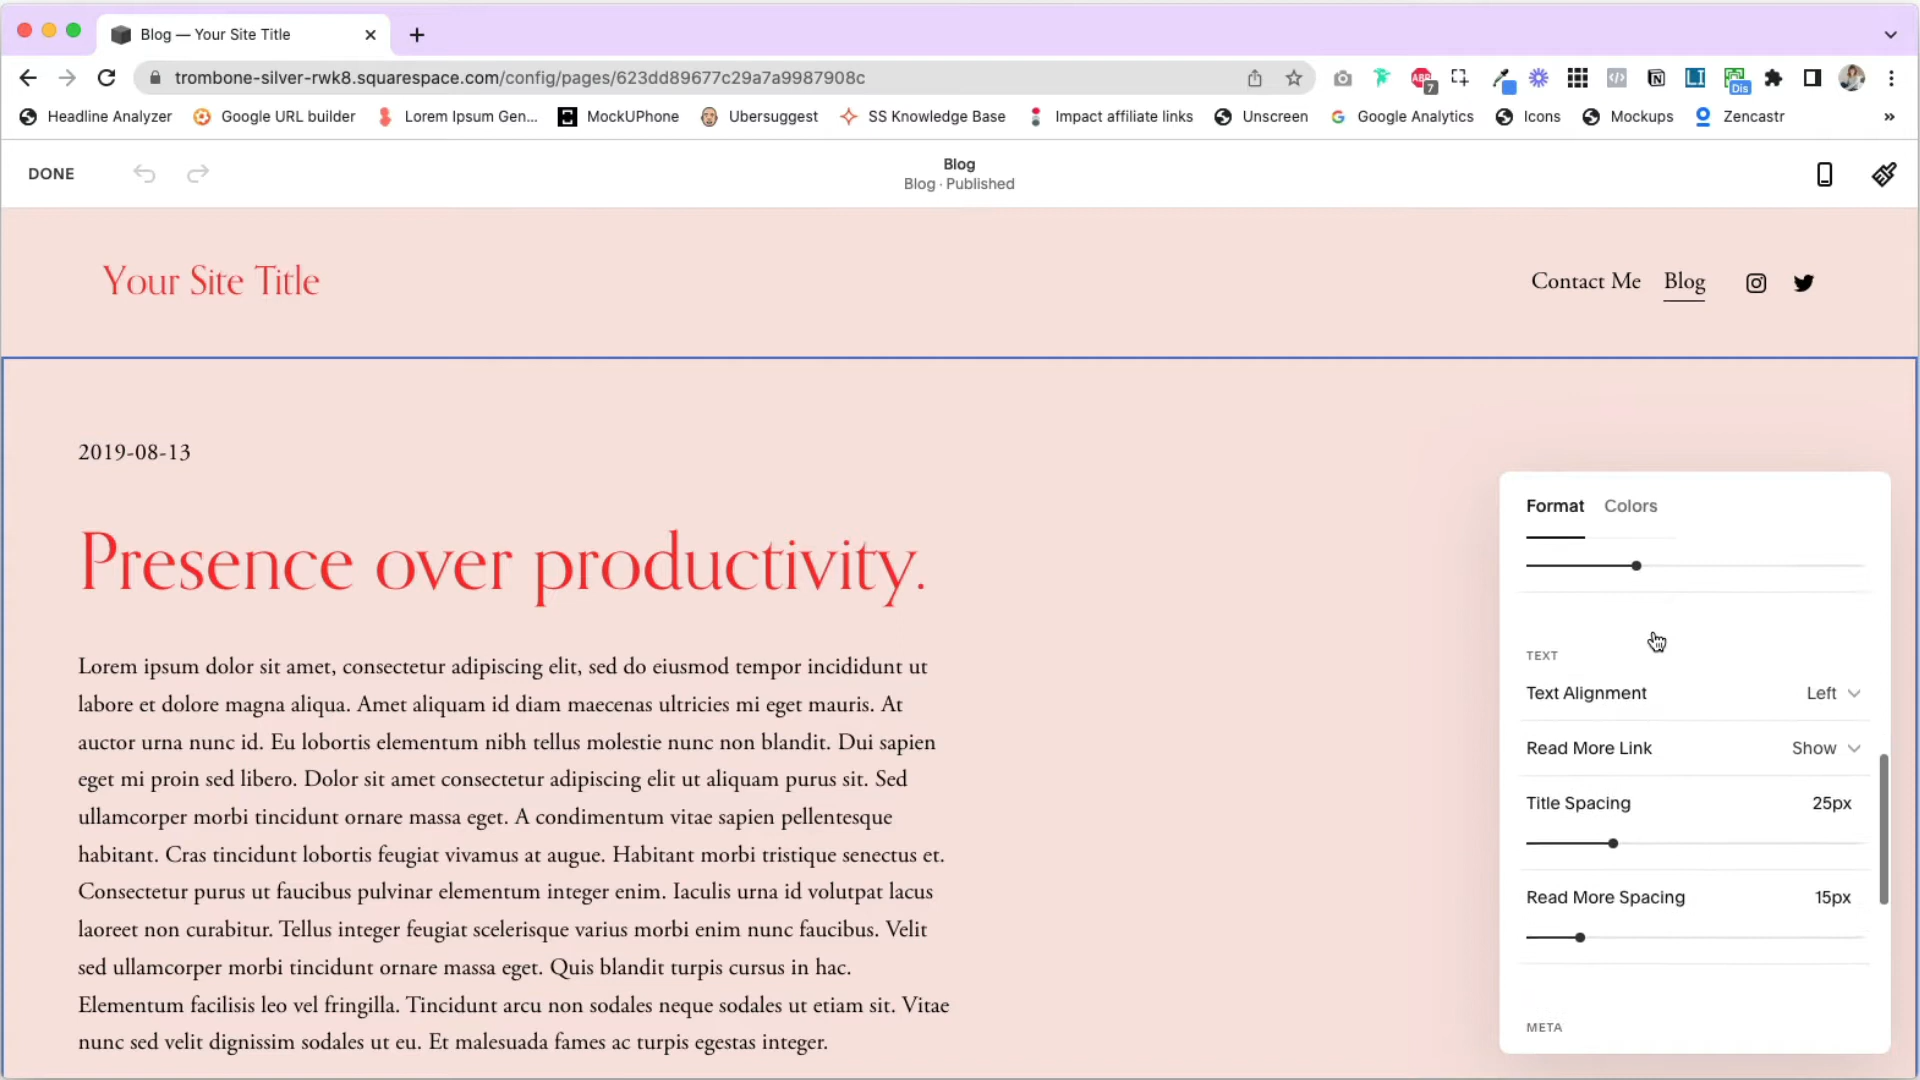 Blog — Your Site Title
trombone-silver-rwk8.squarespace.com/config/pages/623dd89677c29a7a9987908c
ABP
7
Dis
Headline Analyzer
Google URL builder
Lorem Ipsum Gen...
MockUPhone
Ubersuggest
SS Knowledge Base
Impact affiliate links
Unscreen
Google Analytics
Icons
Mockups
Zencastr
»
DONE
Blog
Blog · Published
Your Site Title
Contact Me
Blog
2019-08-13
Presence over productivity.
Lorem ipsum dolor sit amet, consectetur adipiscing elit, sed do eiusmod tempor incididunt ut
labore et dolore magna aliqua. Amet aliquam id diam maecenas ultricies mi eget mauris. At
auctor urna nunc id. Eu lobortis elementum nibh tellus molestie nunc non blandit. Dui sapien
eget mi proin sed libero. Dolor sit amet consectetur adipiscing elit ut aliquam purus sit. Sed
ullamcorper morbi tincidunt ornare massa eget. A condimentum vitae sapien pellentesque
habitant. Cras tincidunt lobortis feugiat vivamus at augue. Habitant morbi tristique senectus et.
Consectetur purus ut faucibus pulvinar elementum integer enim. Iaculis urna id volutpat lacus
laoreet non curabitur. Tellus integer feugiat scelerisque varius morbi enim nunc faucibus. Velit
sed ullamcorper morbi tincidunt ornare massa eget. Quis blandit turpis cursus in hac.
Elementum facilisis leo vel fringilla. Tincidunt arcu non sodales neque sodales ut etiam sit. Vitae
nunc sed velit dignissim sodales ut eu. Et malesuada fames ac turpis egestas integer.
Format
Colors
TEXT
Text Alignment
Left
Read More Link
Show
Title Spacing
25px
Read More Spacing
15px
META